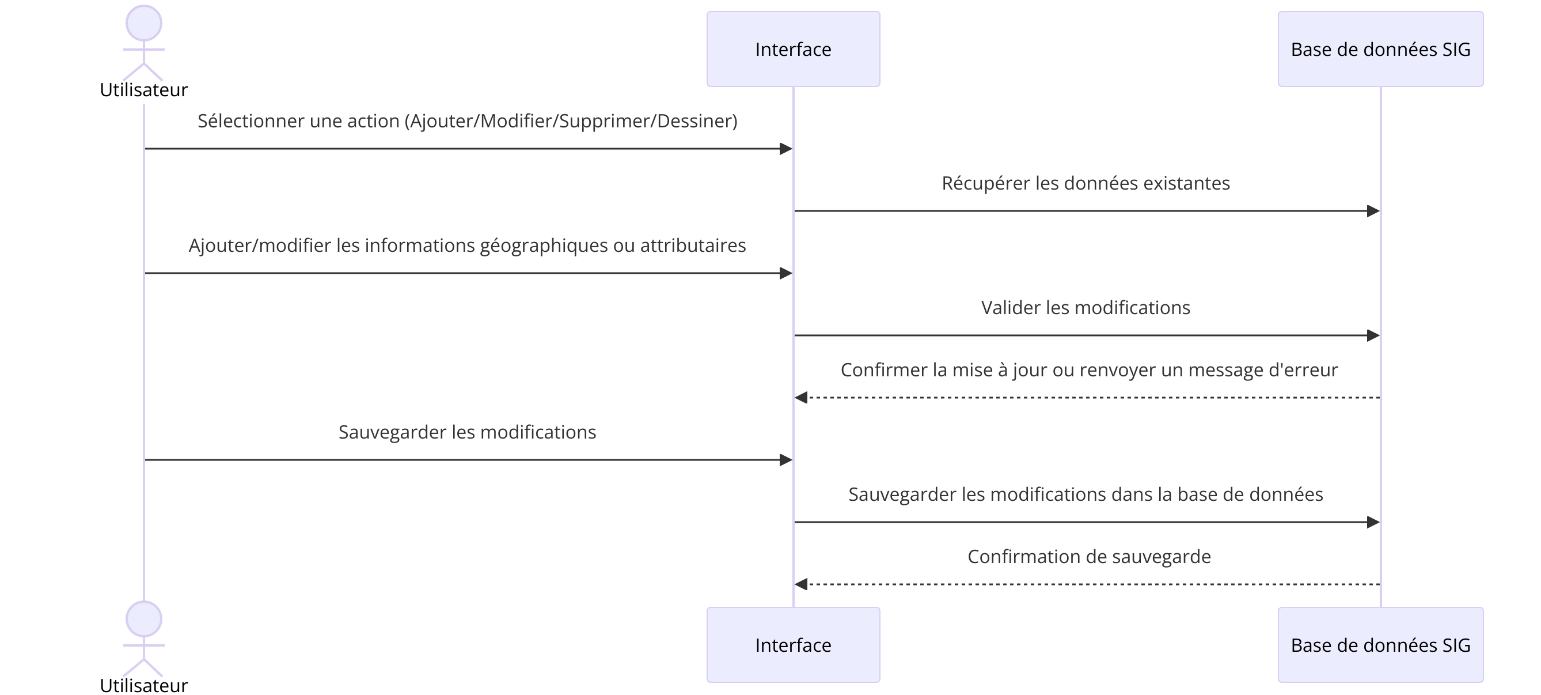 Utilisateur
Interface
Base de données SIG
Sélectionner une action (Ajouter/Modifier/Supprimer/Dessiner)
Récupérer les données existantes
Ajouter/modifier les informations géographiques ou attributaires
Valider les modifications
Confirmer la mise à jour ou renvoyer un message d'erreur
Sauvegarder les modifications
Sauvegarder les modifications dans la base de données
Confirmation de sauvegarde
Utilisateur
Interface
Base de données SIG